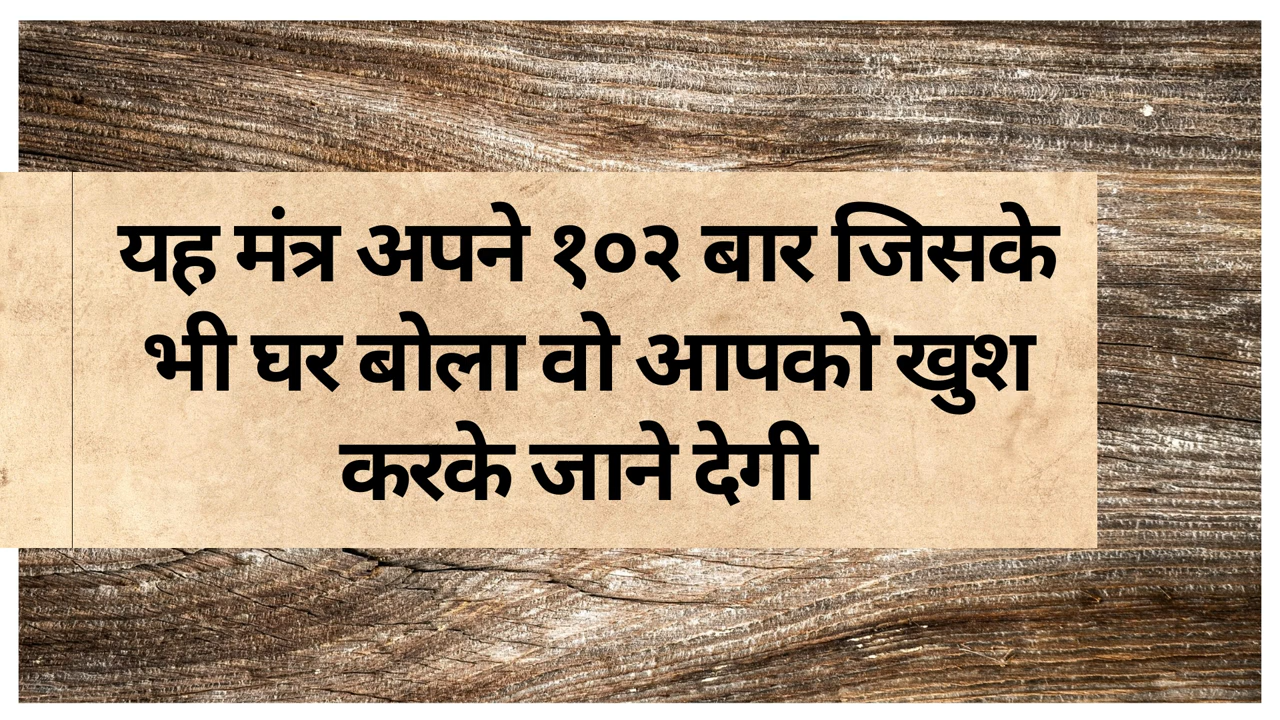 यह मंत्र अपने १०२ बार जिसके
भी घर बोला वो आपको खुश
करके जाने देगी